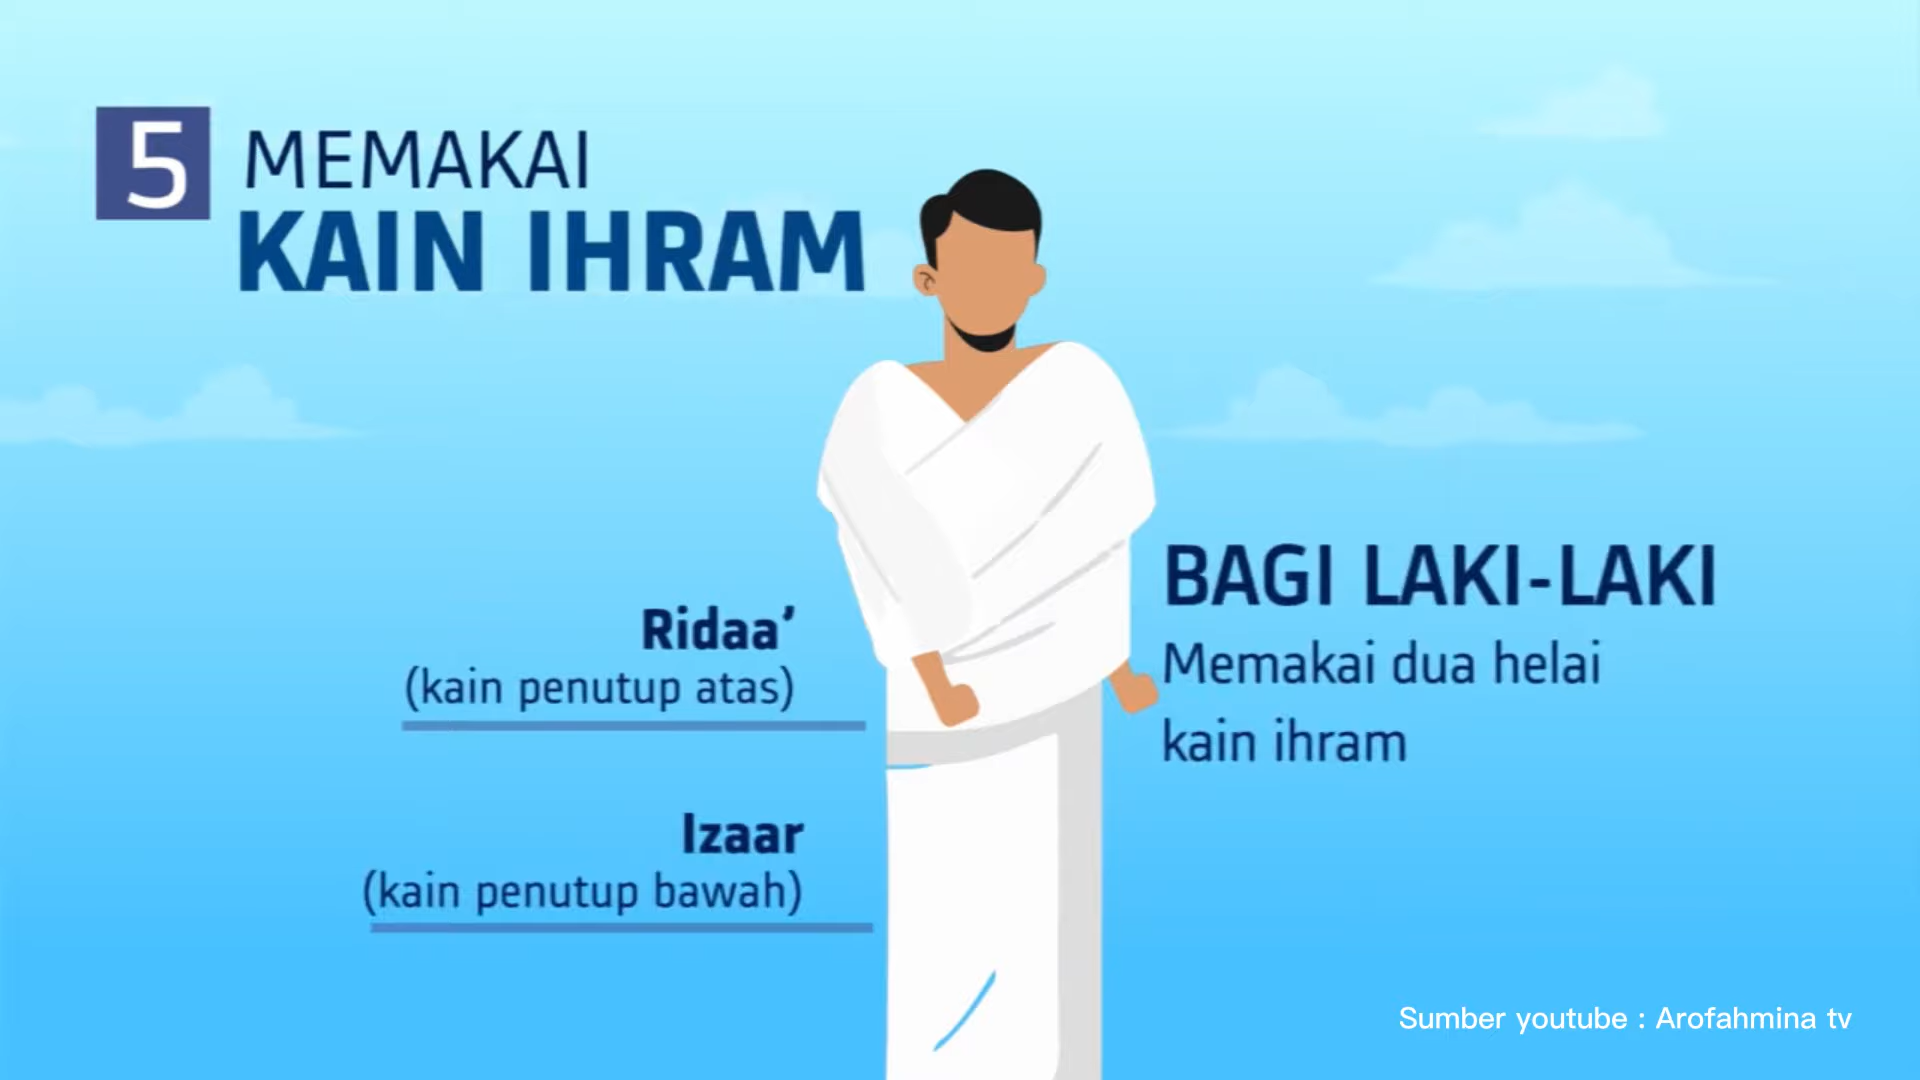 5
MEMAKAI
KAIN IHRAM
Ridaa’
(kain penutup atas)
Izaar
(kain penutup bawah)
BAGI LAKI-LAKI
Memakai dua helai
kain ihram
Sumber youtube : Arofahmina tv